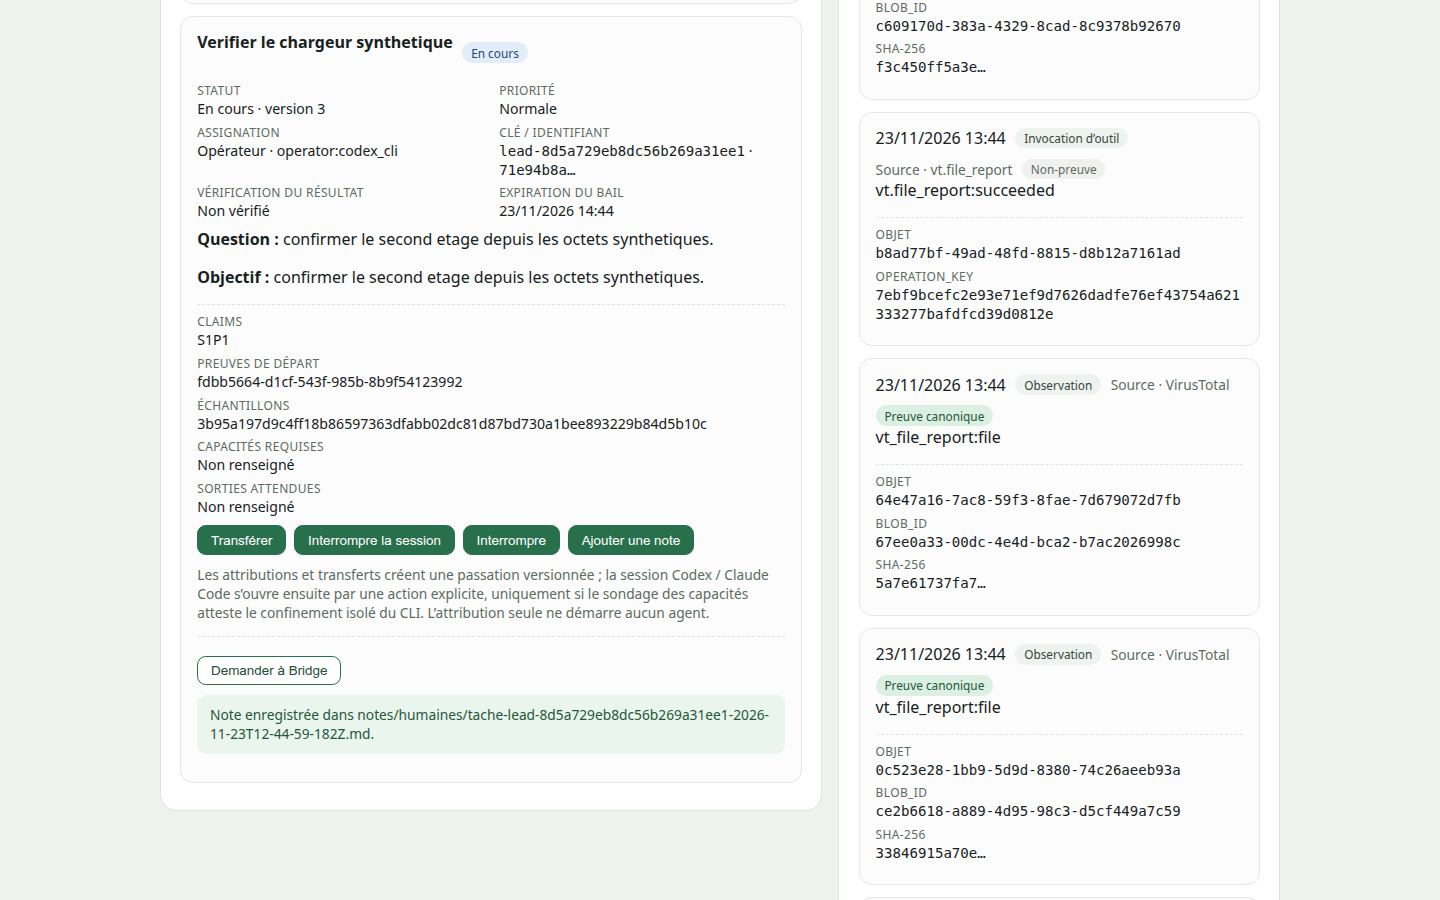 Verifier le chargeur synthetique
En cours
STATUT
En cours · version 3
PRIORITÉ
Normale
ASSIGNATION
Opérateur · operator:codex_cli
CLÉ / IDENTIFIANT
lead-8d5a729eb8dc56b269a31ee1 ·
71e94b8a…
VÉRIFICATION DU RÉSULTAT
Non vérifié
EXPIRATION DU BAIL
23/11/2026 14:44
Question : confirmer le second etage depuis les octets synthetiques.
Objectif : confirmer le second etage depuis les octets synthetiques.
CLAIMS
S1P1
PREUVES DE DÉPART
fdbb5664-d1cf-543f-985b-8b9f54123992
ÉCHANTILLONS
3b95a197d9c4ff18b86597363dfabb02dc81d87bd730a1bee893229b84d5b10c
CAPACITÉS REQUISES
Non renseigné
SORTIES ATTENDUES
Non renseigné
Transférer
Interrompre la session
Interrompre
Ajouter une note
Les attributions et transferts créent une passation versionnée ; la session Codex / Claude
Code s’ouvre ensuite par une action explicite, uniquement si le sondage des capacités
atteste le confinement isolé du CLI. L’attribution seule ne démarre aucun agent.
Demander à Bridge
Note enregistrée dans notes/humaines/tache-lead-8d5a729eb8dc56b269a31ee1-2026-
11-23T12-44-59-182Z.md.
BLOB_ID
c609170d-383a-4329-8cad-8c9378b92670
SHA-256
f3c450ff5a3e…
23/11/2026 13:44
Invocation d’outil
Source · vt.file_report
Non-preuve
vt.file_report:succeeded
OBJET
b8ad77bf-49ad-48fd-8815-d8b12a7161ad
OPERATION_KEY
7ebf9bcefc2e93e71ef9d7626dadfe76ef43754a621
333277bafdfcd39d0812e
23/11/2026 13:44
Observation
Source · VirusTotal
Preuve canonique
vt_file_report:file
OBJET
64e47a16-7ac8-59f3-8fae-7d679072d7fb
BLOB_ID
67ee0a33-00dc-4e4d-bca2-b7ac2026998c
SHA-256
5a7e61737fa7…
23/11/2026 13:44
Observation
Source · VirusTotal
Preuve canonique
vt_file_report:file
OBJET
0c523e28-1bb9-5d9d-8380-74c26aeeb93a
BLOB_ID
ce2b6618-a889-4d95-98c3-d5cf449a7c59
SHA-256
33846915a70e…